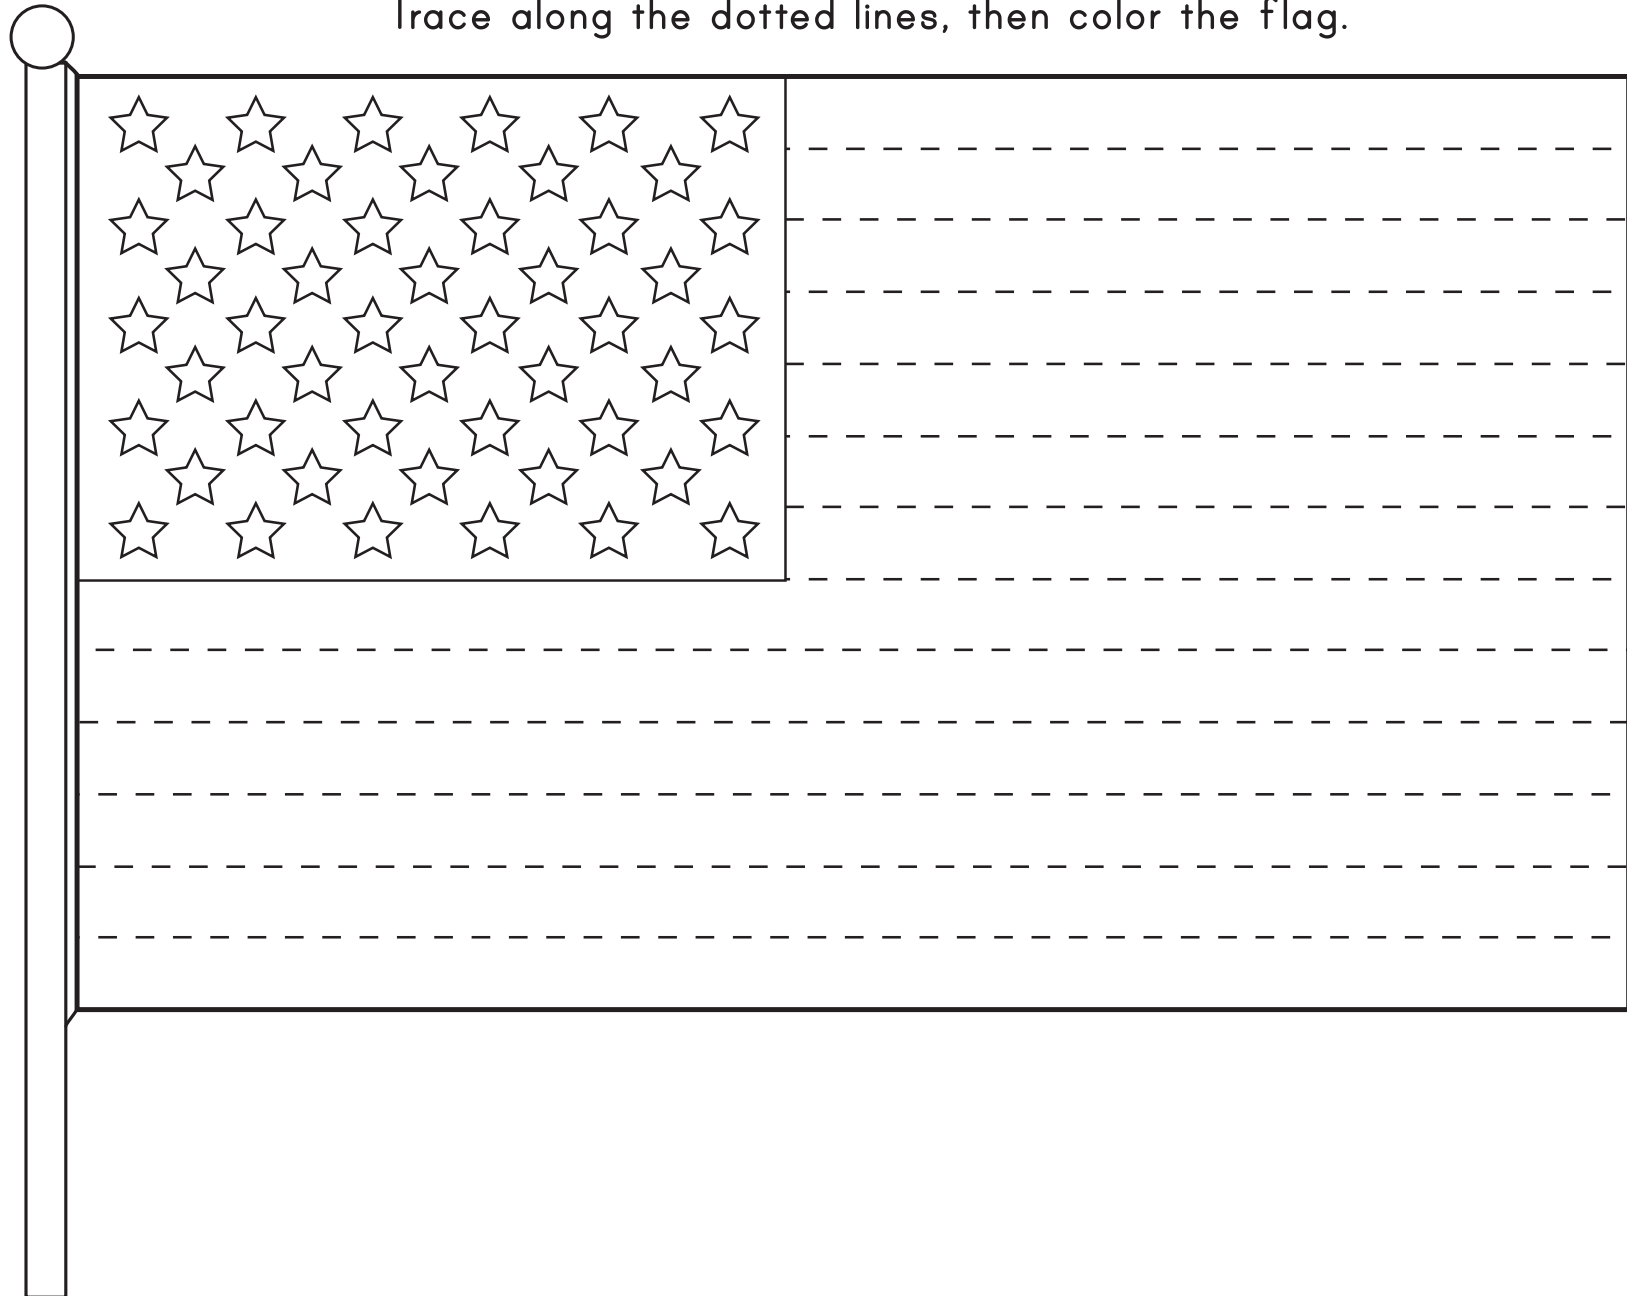 Trace along the dotted lines, then color the flag.